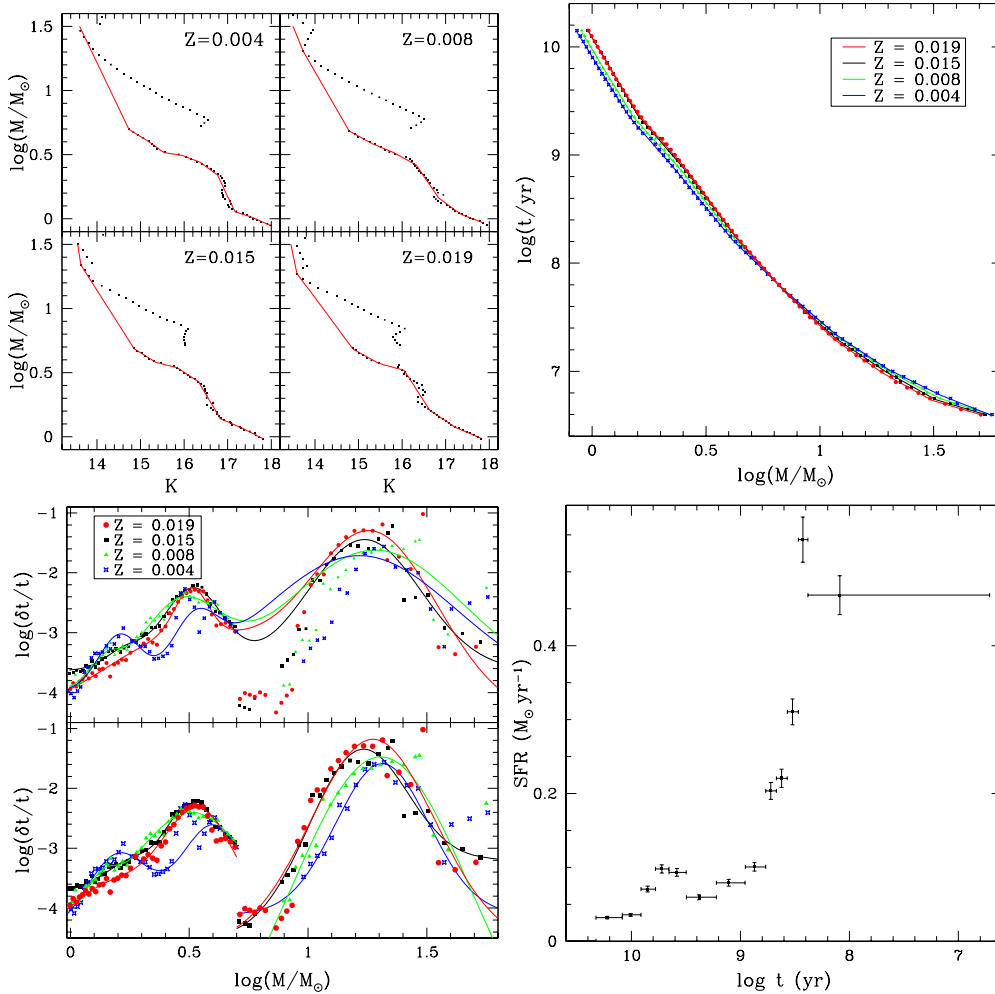 1.5
1
0.5
0
log(M/M⊙)
Z=0.004
Z=0.008
1.5
1
0.5
0
log(M/M⊙)
Z=0.015
Z=0.019
14 15 16 17 18
14 15 16 17 18
K
K
10
9
8
7
log(t/yr)
Z = 0.019
Z = 0.015
Z = 0.008
Z = 0.004
0 0.5 1 1.5
log(M/M⊙)
-1
-2
-3
-4
log(δt/t)
Z = 0.019
Z = 0.015
Z = 0.008
Z = 0.004
-1
-2
-3
-4
log(δt/t)
0.0 0.5 1.0 1.5
log(M/M⊙)
0.4
0.2
0
SFR (M⊙ yr⁻¹)
10 9 8 7
log t (yr)